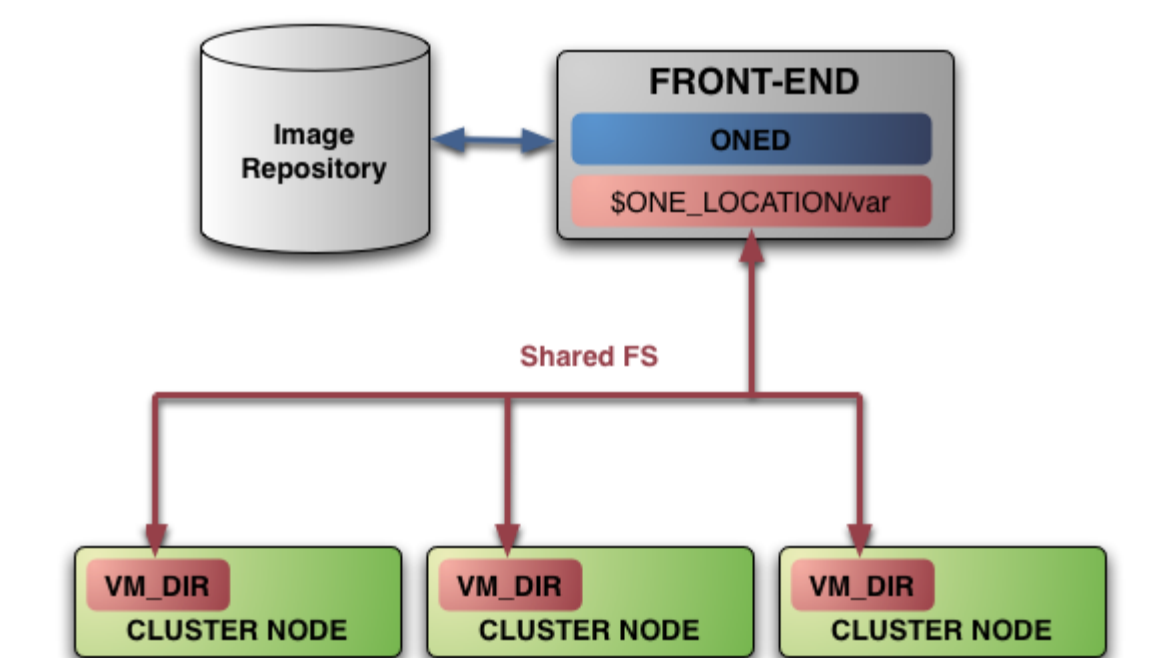 Image
Repository
FRONT-END
ONED
$ONE_LOCATION/var
Shared FS
VM_DIR
CLUSTER NODE
VM_DIR
CLUSTER NODE
VM_DIR
CLUSTER NODE